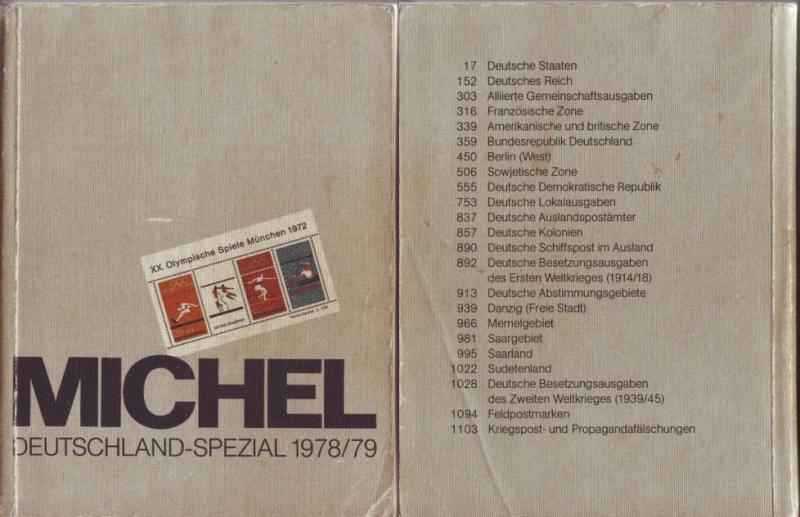 XX. Olympische Spiele München 1972
MICHEL
DEUTSCHLAND-SPEZIAL 1978/79
17 Deutsche Staaten
152 Deutsches Reich
303 Alliierte Gemeinschaftsausgaben
316 Französische Zone
339 Amerikanische und britische Zone
359 Bundesrepublik Deutschland
450 Berlin (West)
506 Sowjetische Zone
555 Deutsche Demokratische Republik
753 Deutsche Lokalausgaben
837 Deutsche Auslandspostämter
857 Deutsche Kolonien
890 Deutsche Schiffspost im Ausland
892 Deutsche Besetzungsausgaben
des Ersten Weltkrieges (1914/18)
913 Deutsche Abstimmungsgebiete
939 Danzig (Freie Stadt)
966 Memelgebiet
981 Saargebiet
995 Saarland
1022 Sudetenland
1028 Deutsche Besetzungsausgaben
des Zweiten Weltkrieges (1939/45)
1094 Feldpostmarken
1103 Kriegspost- und Propagandafälschungen